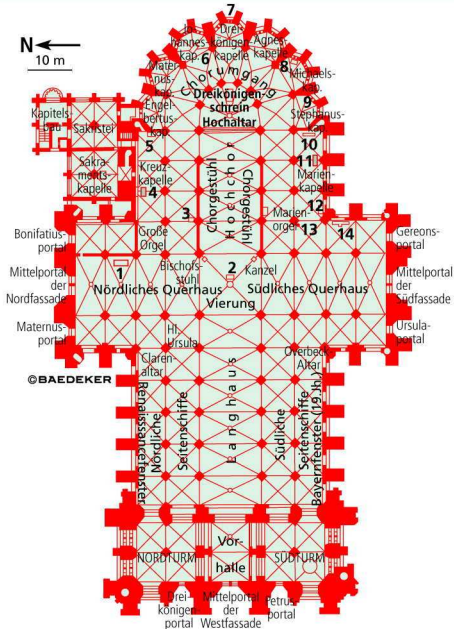 7
Jo-
hannes-
kap.
Drei-
königen-
kapelle
Agnes-
kapelle
6
8
N
10 m
Mater-
nus-
kap.
Chorumgang
Michaels-
kap.
9
Dreikönigen-
schrein
Hochaltar
Engel-
bertus-
kap.
Stephanus-
kap.
Kapitels-
bau
Sakristei
5
10
Sakra-
ments-
kapelle
Kreuz-
kapelle
4
Chorgestühl
Hochchor
Chorgestühl
11
Marien-
kapelle
3
12
Große
Orgel
Marien-
orgel
13
14
Bonifatius-
portal
Gereons-
portal
1
Bischofs-
stuhl
2
Kanzel
Mittelportal
der
Nordfassade
Nördliches Querhaus
Südliches Querhaus
Vierung
Mittelportal
der
Südfassade
Maternus-
portal
Ursula-
portal
Hl.
Ursula
Claren-
altar
Overbeck-
Altar
©BAEDEKER
Renaissancefenster
Nördliche
Seitenschiffe
Langhaus
Südliche
Seitenschiffe
Bayernfenster (19. Jh.)
NORDTURM
Vor-
halle
SÜDTURM
Drei-
königen-
portal
Mittelportal
der
Westfassade
Petrus-
portal